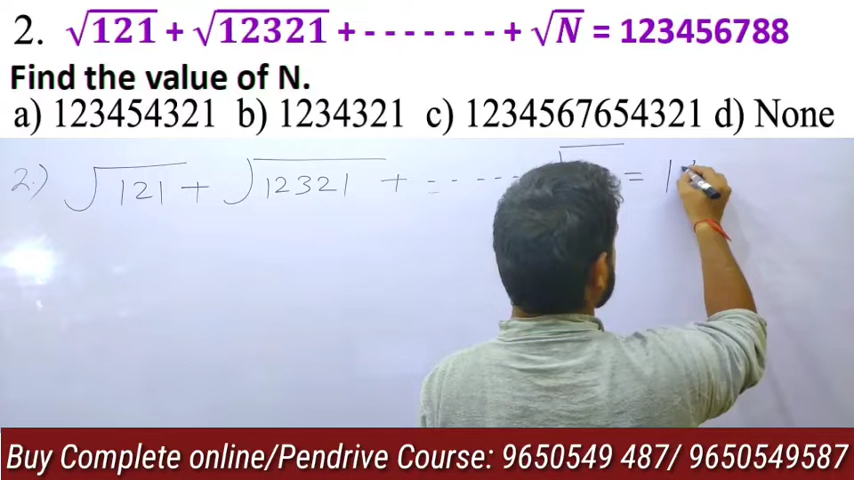 2. √121 + √12321 + - - - - - - - + √N = 123456788
Find the value of N.
a) 123454321 b) 1234321 c) 1234567654321 d) None
2.) √121 + √12321 + - - - - √ = 1
Buy Complete online/Pendrive Course: 9650549 487/ 9650549587